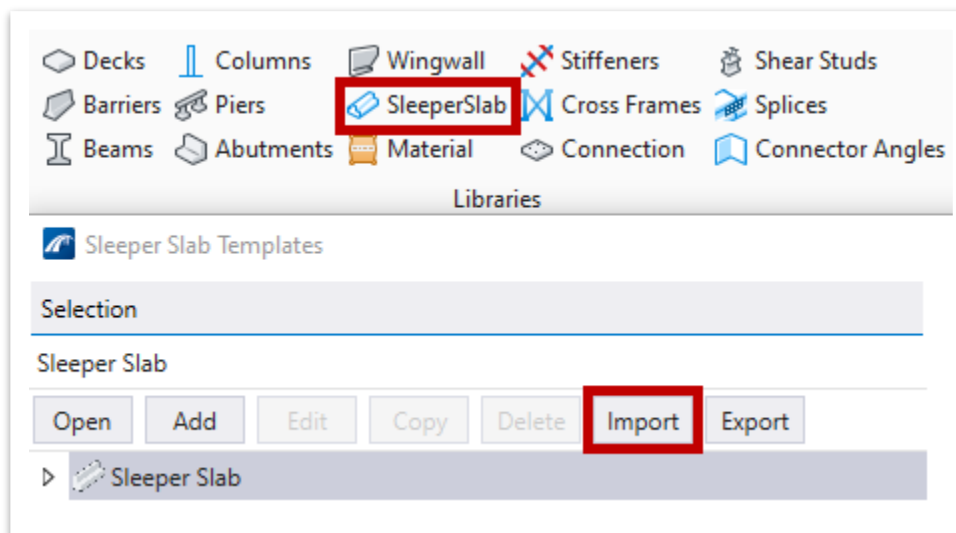 Decks Columns Wingwall Stiffeners Shear Studs
Barriers Piers SleeperSlab Cross Frames Splices
Beams Abutments Material Connection Connector Angles
Libraries
Sleeper Slab Templates
Selection
Sleeper Slab
Open Add Edit Copy Delete Import Export
Sleeper Slab